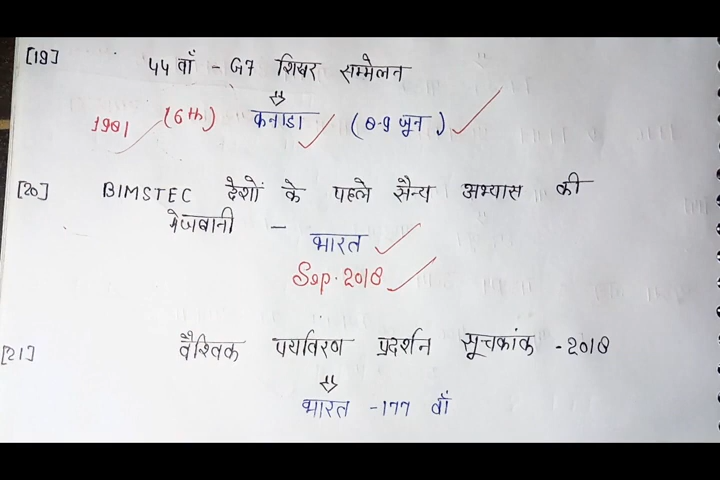 [19] 44 वाँ - G7 शिखर सम्मेलन
⇓
1981 (6th) कनाडा (8-9 जून)
[20] BIMSTEC देशों के पहले सैन्य अभ्यास की
मेजबानी - भारत
Sep. 2018
[21] वैश्विक पर्यावरण प्रदर्शन सूचकांक - 2018
⇓
भारत - 177 वाँ